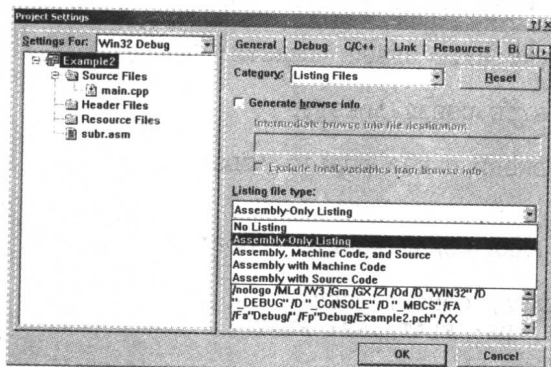 Project Settings
Settings For: Win32 Debug
Example2
Source Files
main.cpp
Header Files
Resource Files
subr.asm
General Debug C/C++ Link Resources
Category: Listing Files Reset
Generate browse info
Intermediate browse info file destination:
Exclude local variables from browse info
Listing file type:
Assembly-Only Listing
No Listing
Assembly-Only Listing
Assembly, Machine Code, and Source
Assembly with Machine Code
Assembly with Source Code
/nologo /MLd /W3 /Gm /GX /ZI /Od /D "WIN32" /D
"_DEBUG" /D "_CONSOLE" /D "_MBCS" /FA
/Fa"Debug/" /Fp"Debug/Example2.pch" /YX
OK Cancel